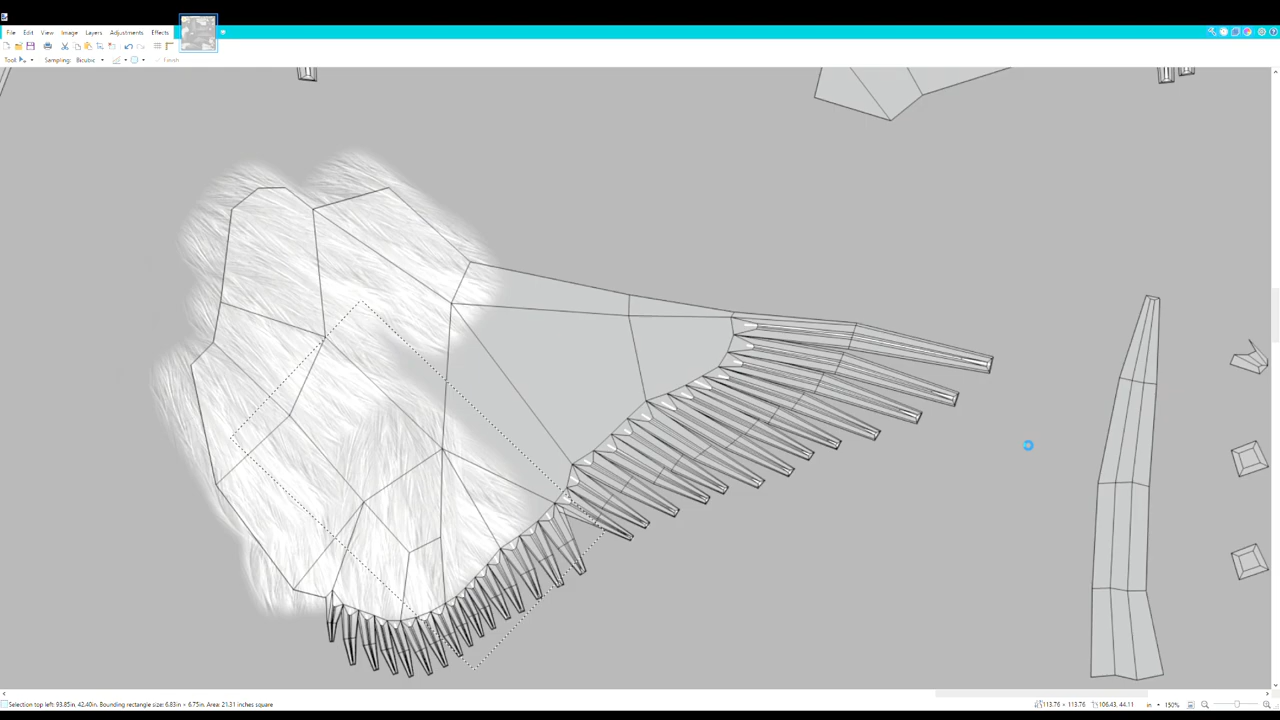 File Edit View Image Layers Adjustments Effects
Tool Sampling: Bicubic Finish
Selection top left: 93.85in, 42.40in. Bounding rectangle size: 6.83in × 6.75in. Area: 21.31 inches square 113.76 × 113.76 106.43, 44.11 in 150%